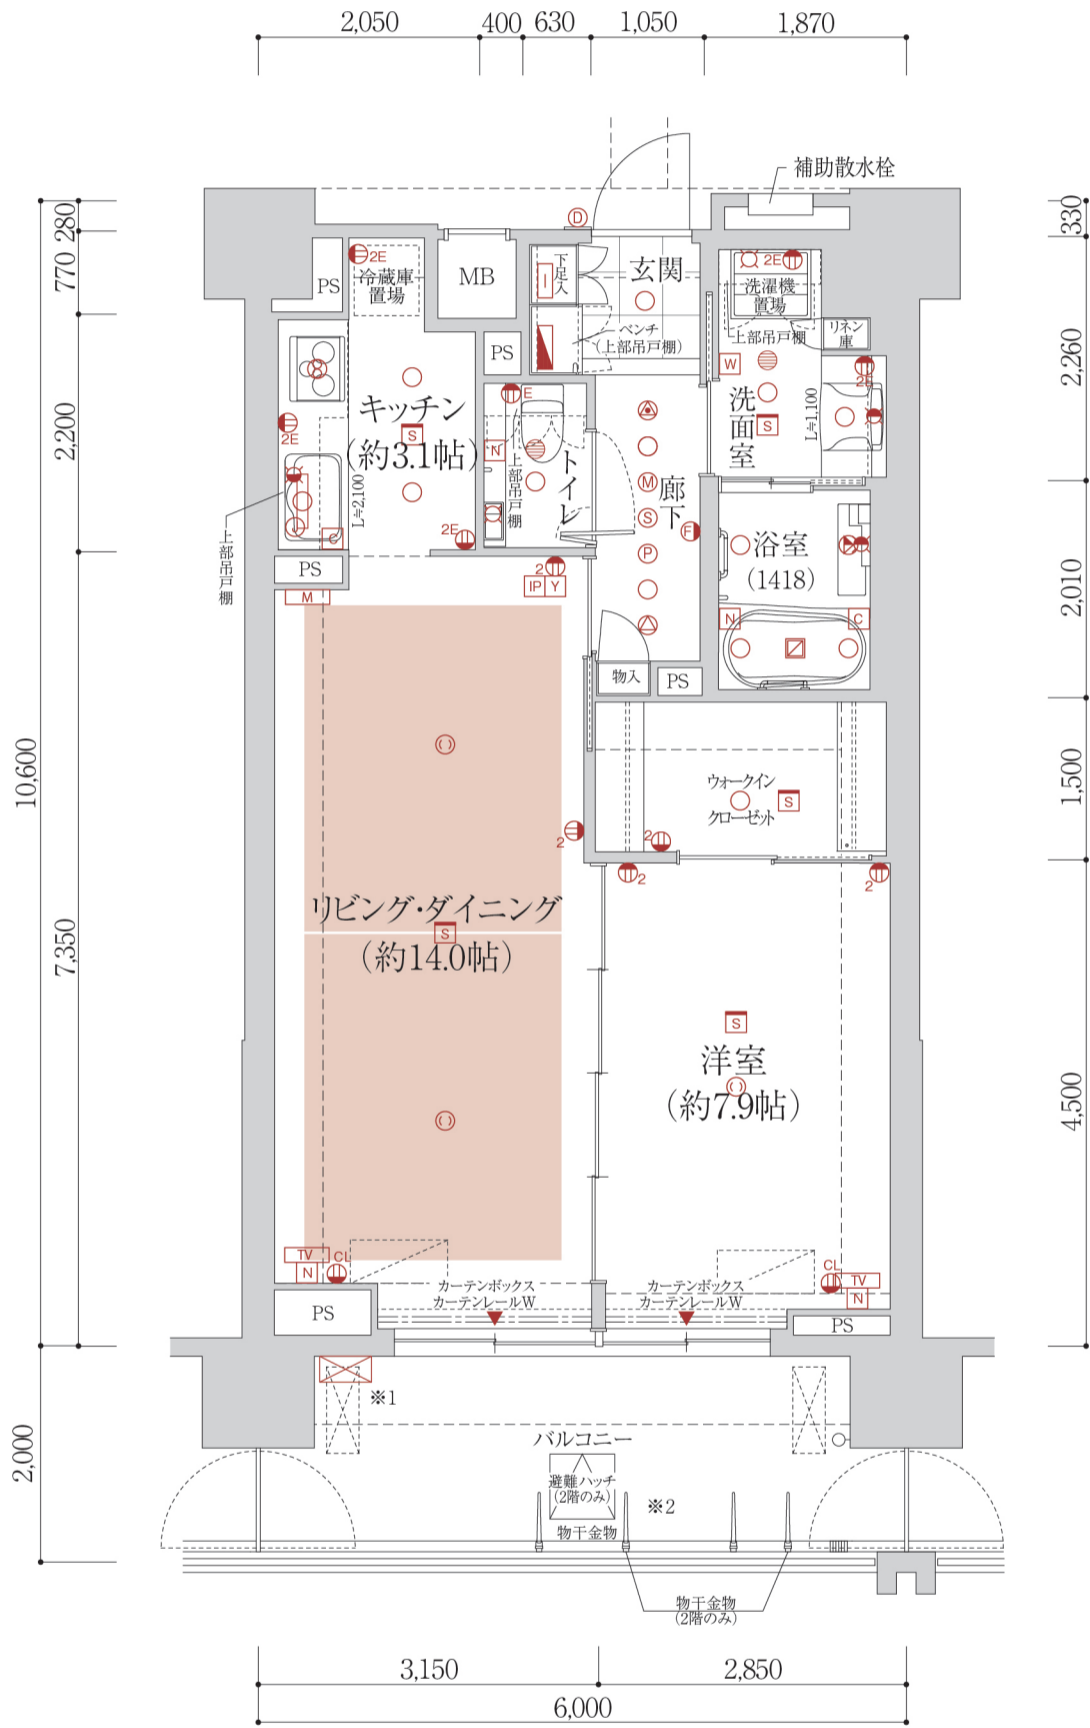 2,050
400
630
1,050
1,870
補助散水栓
280
770
2,200
7,350
10,600
2,000
330
2,260
2,010
1,500
4,500
D
PS
2E
冷蔵庫
置場
MB
下足入
I
玄関
ベンチ
(上部吊戸棚)
2E
洗濯機
置場
上部吊戸棚
リネン
庫
W
PS
2E
キッチン
(約3.1帖)
S
2E
L≒2,100
C
上部吊戸棚
2E
E
N
上部吊戸棚
トイレ
廊下
M
S
P
F
洗面室
S
L≒1,100
2E
浴室
(1418)
N
C
PS
M
2
IP
Y
物入
PS
ウォークイン
クローゼット
S
2
2
2
2
リビング・ダイニング
(約14.0帖)
S
S
洋室
(約7.9帖)
TV
N
CL
カーテンボックス
カーテンレールW
カーテンボックス
カーテンレールW
CL
TV
N
PS
PS
※1
バルコニー
避難ハッチ
(2階のみ)
物干金物
※2
物干金物
(2階のみ)
3,150
2,850
6,000